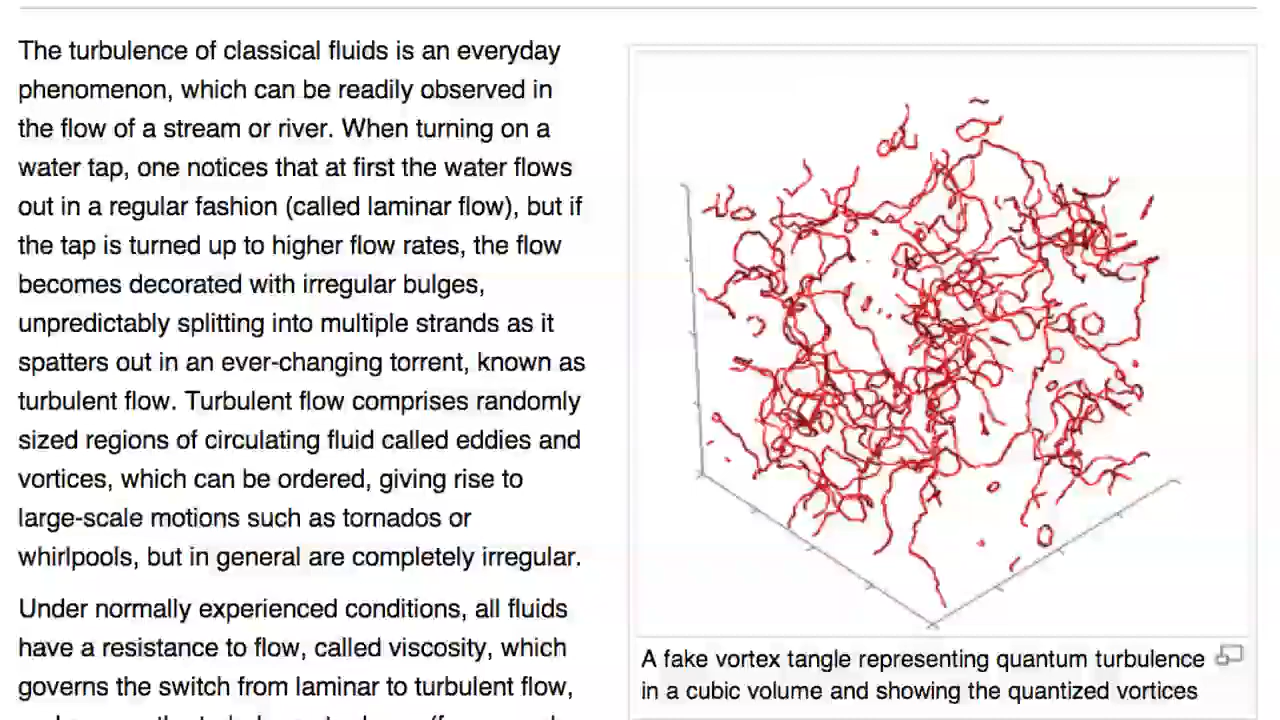 The turbulence of classical fluids is an everyday
phenomenon, which can be readily observed in
the flow of a stream or river. When turning on a
water tap, one notices that at first the water flows
out in a regular fashion (called laminar flow), but if
the tap is turned up to higher flow rates, the flow
becomes decorated with irregular bulges,
unpredictably splitting into multiple strands as it
spatters out in an ever-changing torrent, known as
turbulent flow. Turbulent flow comprises randomly
sized regions of circulating fluid called eddies and
vortices, which can be ordered, giving rise to
large-scale motions such as tornados or
whirlpools, but in general are completely irregular.
Under normally experienced conditions, all fluids
have a resistance to flow, called viscosity, which
governs the switch from laminar to turbulent flow,
A fake vortex tangle representing quantum turbulence
in a cubic volume and showing the quantized vortices